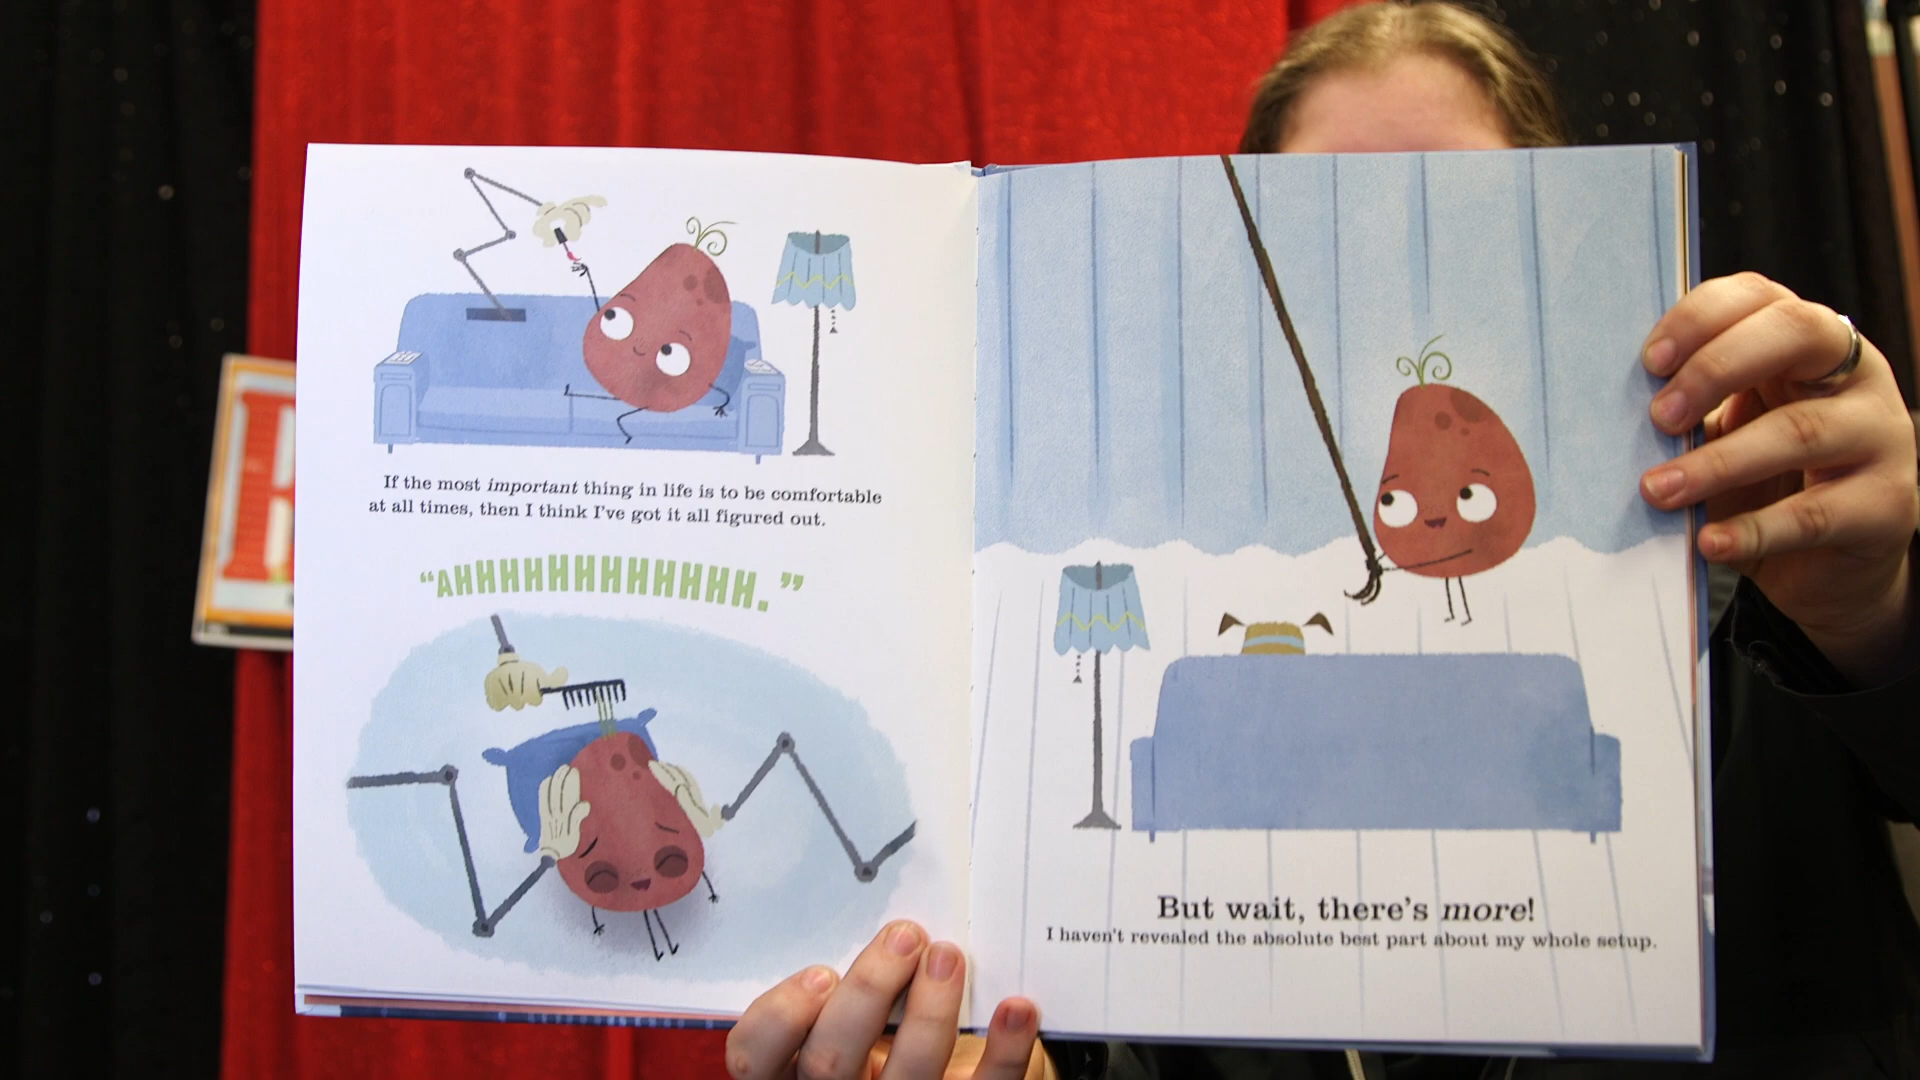 If the most important thing in life is to be comfortable
at all times, then I think I've got it all figured out.
“AHHHHHHHHHHHH.”
But wait, there's more!
I haven't revealed the absolute best part about my whole setup.